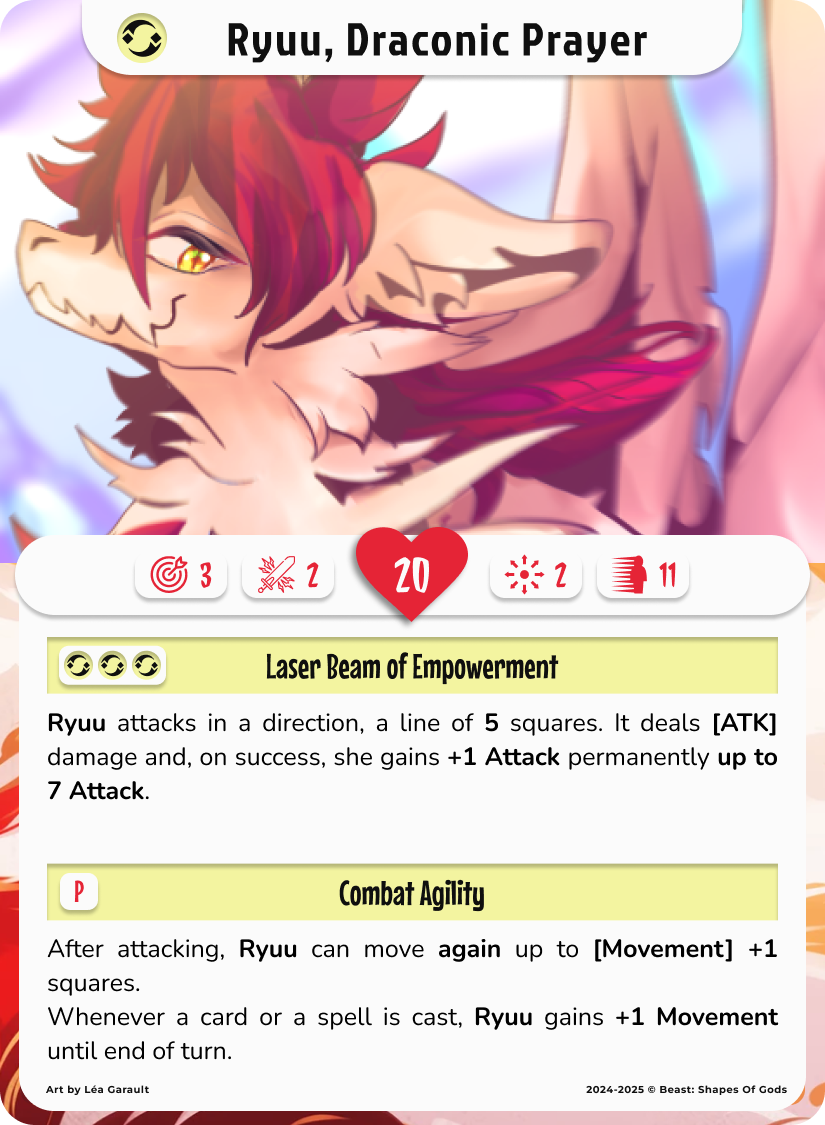 Ryuu, Draconic Prayer
3
2
20
2
11
Laser Beam of Empowerment
Ryuu attacks in a direction, a line of 5 squares. It deals [ATK]
damage and, on success, she gains +1 Attack permanently up to
7 Attack.
P
Combat Agility
After attacking, Ryuu can move again up to [Movement] +1
squares.
Whenever a card or a spell is cast, Ryuu gains +1 Movement
until end of turn.
Art by Léa Garault
2024-2025 © Beast: Shapes Of Gods